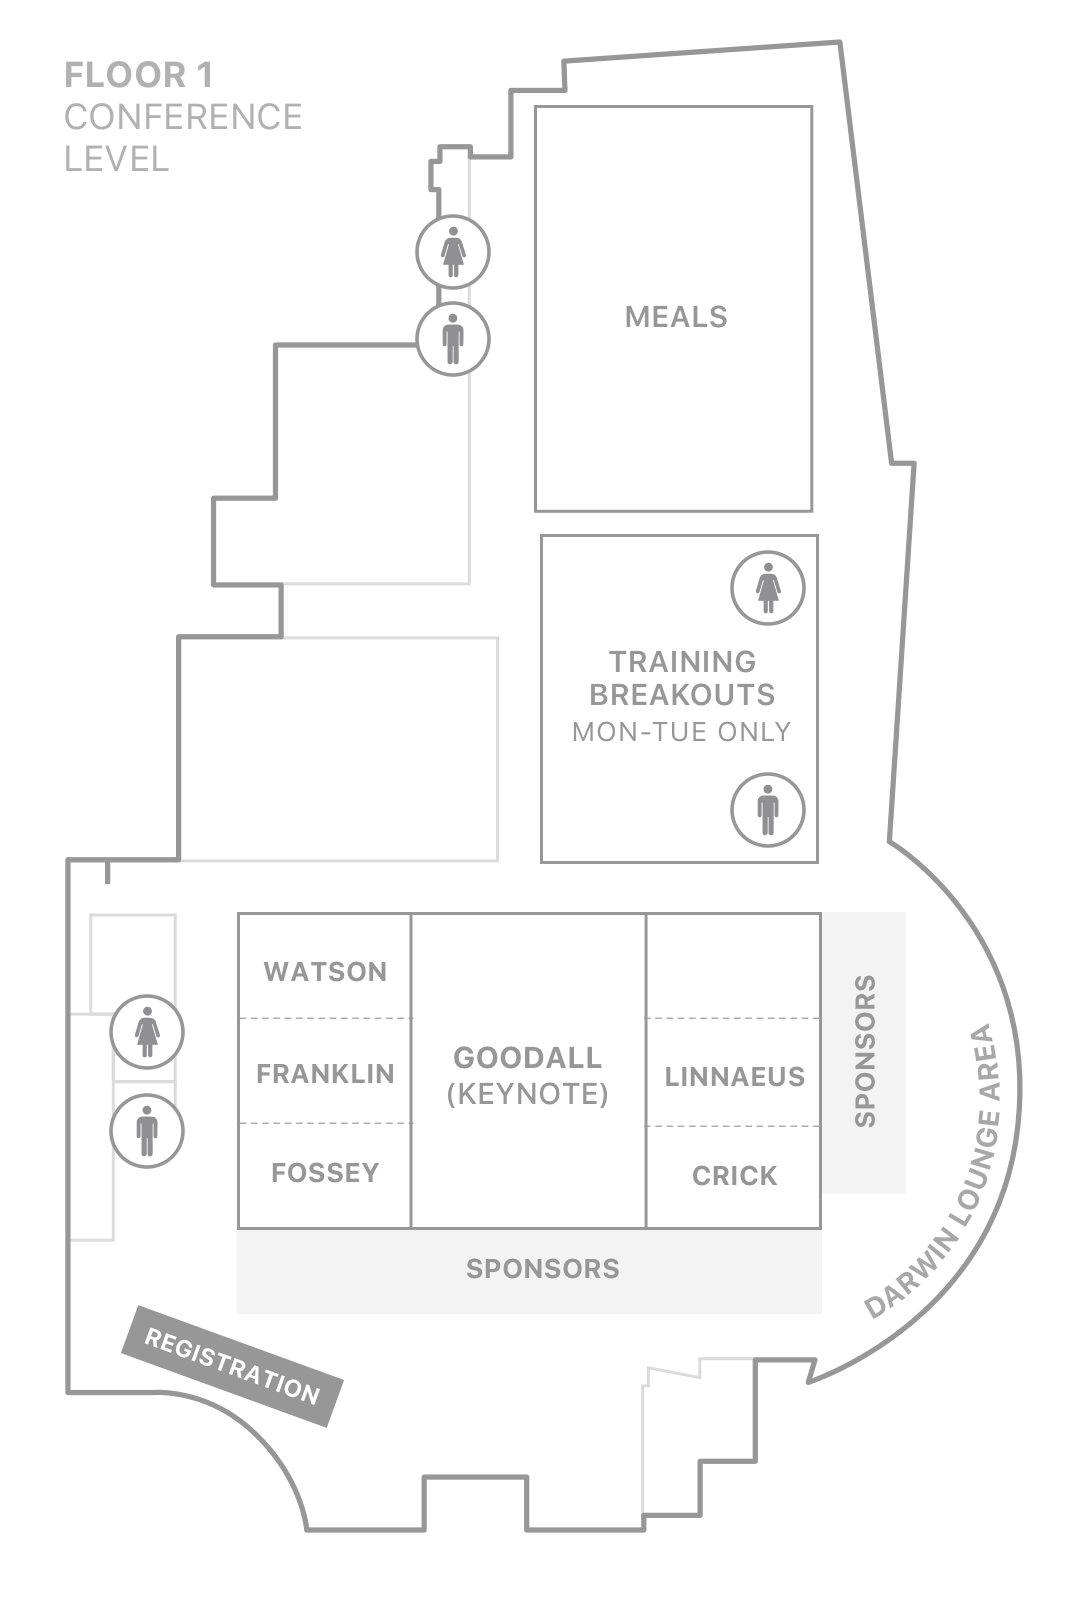 FLOOR 1
CONFERENCE
LEVEL
MEALS
TRAINING
BREAKOUTS
MON-TUE ONLY
WATSON
FRANKLIN
FOSSEY
GOODALL
(KEYNOTE)
LINNAEUS
CRICK
SPONSORS
DARWIN LOUNGE AREA
SPONSORS
REGISTRATION